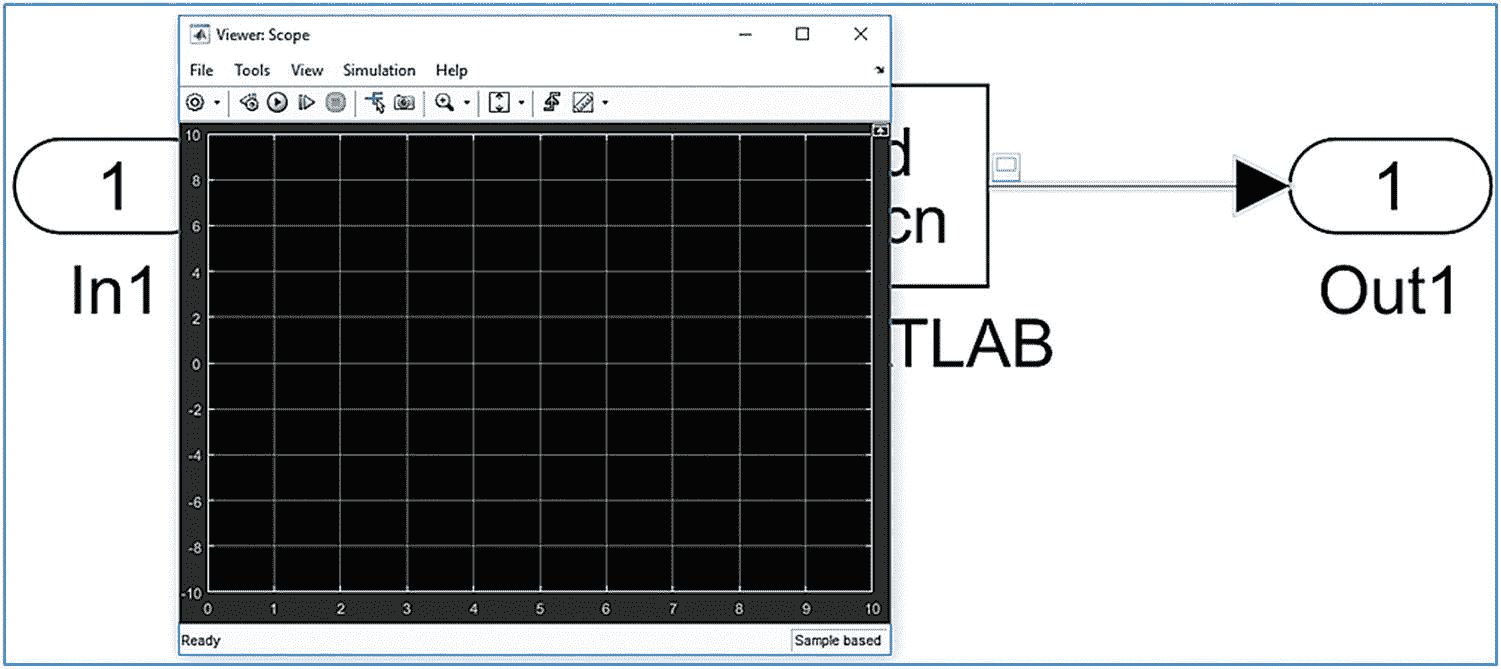 Viewer: Scope
File Tools View Simulation Help
10
8
6
4
2
0
-2
-4
-6
-8
-10
0 1 2 3 4 5 6 7 8 9 10
Ready
Sample based
1
In1
d
cn
TLAB
1
Out1